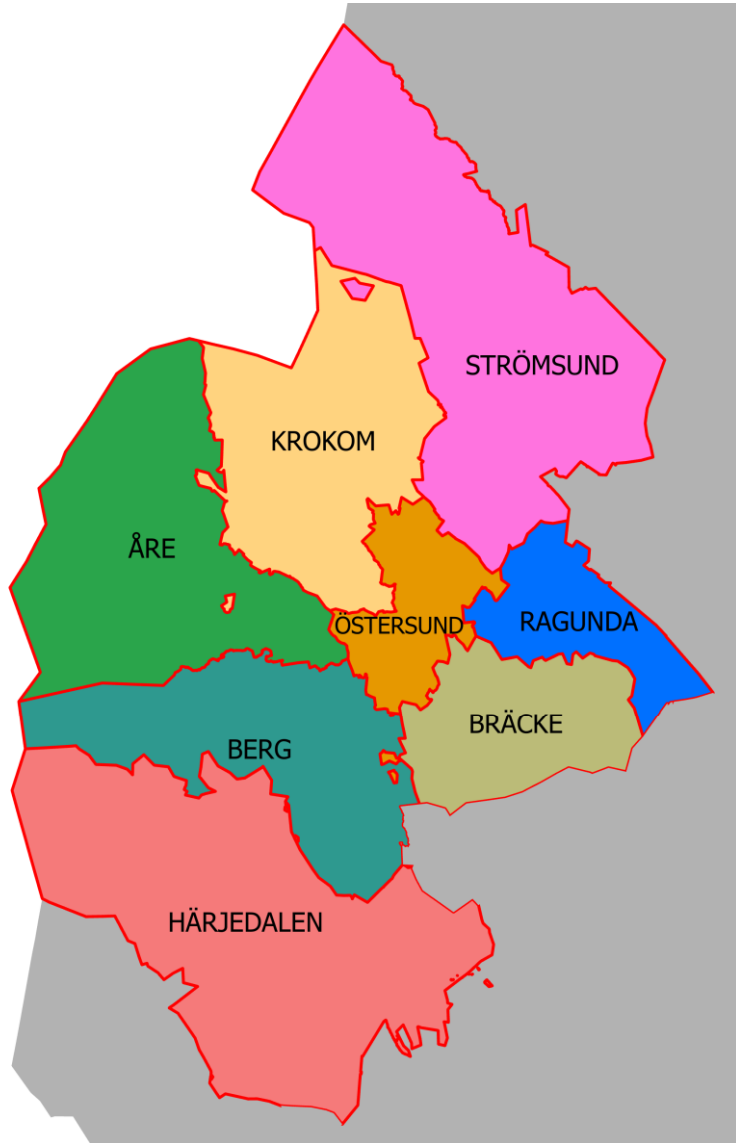 STRÖMSUND
KROKOM
ÅRE
ÖSTERSUND
RAGUNDA
BRÄCKE
BERG
HÄRJEDALEN